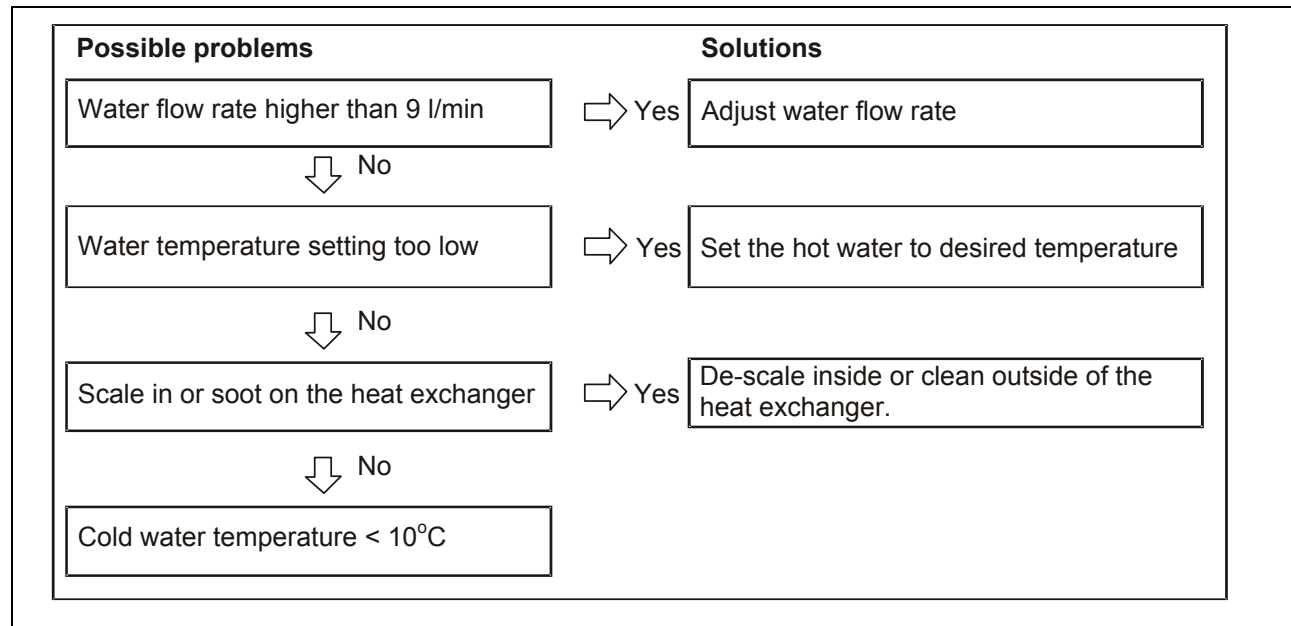 Possible problems Solutions
Water flow rate higher than 9 l/min Yes Adjust water flow rate
No
Water temperature setting too low Yes Set the hot water to desired temperature
No
Scale in or soot on the heat exchanger Yes De-scale inside or clean outside of the
heat exchanger.
No
Cold water temperature < 10°C